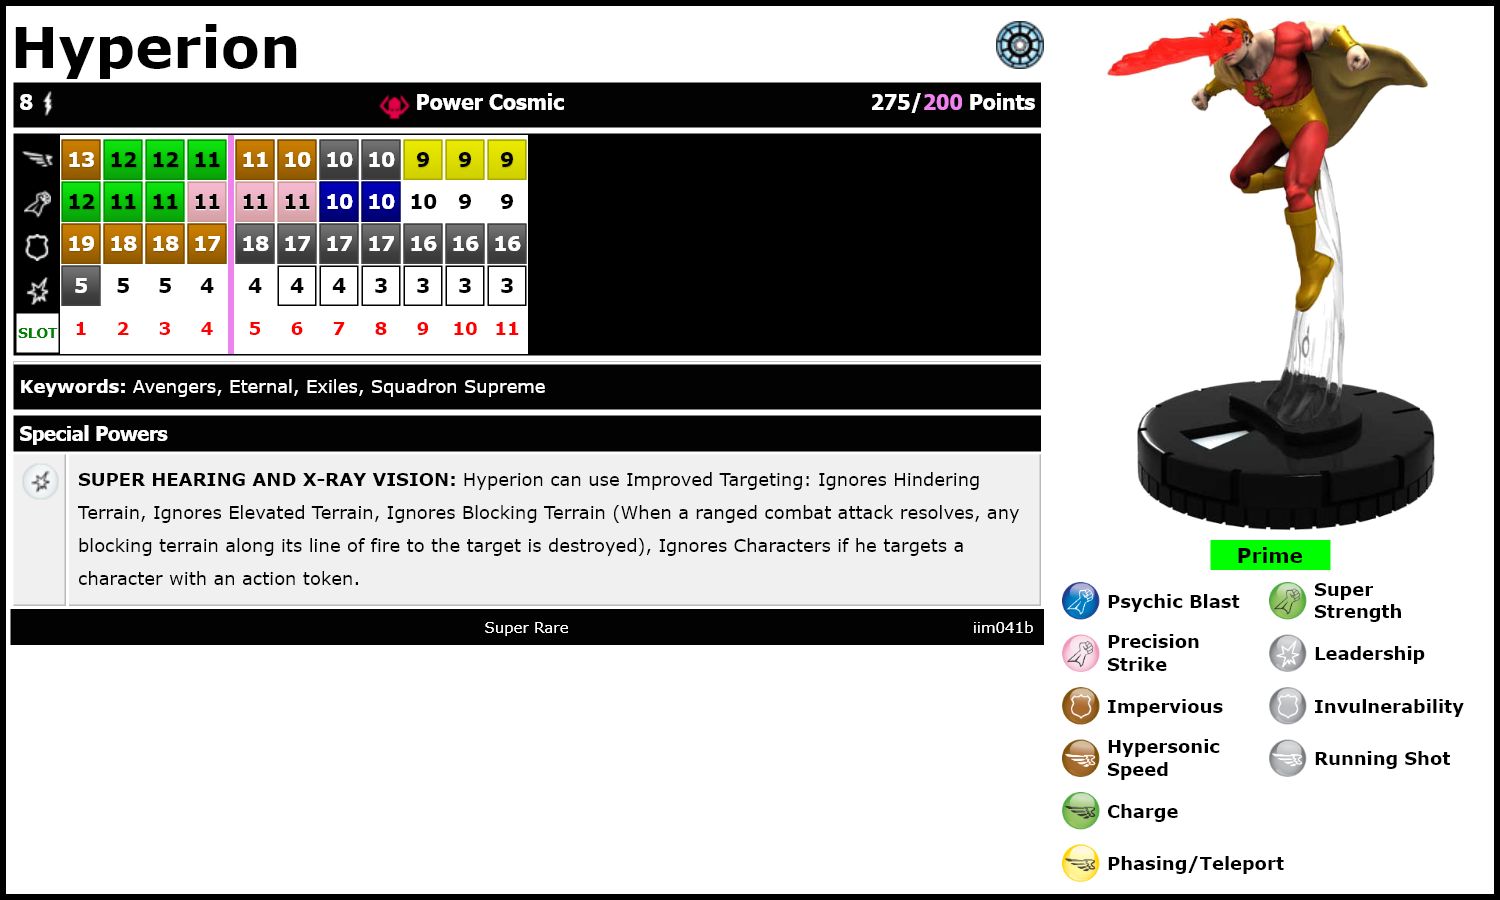 Hyperion
8 Power Cosmic 275/200 Points
13 12 12 11 11 10 10 10 9 9 9
12 11 11 11 11 11 10 10 10 9 9
19 18 18 17 18 17 17 17 16 16 16
5 5 5 4 4 4 4 3 3 3 3
SLOT 1 2 3 4 5 6 7 8 9 10 11
Keywords: Avengers, Eternal, Exiles, Squadron Supreme
Special Powers
SUPER HEARING AND X-RAY VISION: Hyperion can use Improved Targeting: Ignores Hindering
Terrain, Ignores Elevated Terrain, Ignores Blocking Terrain (When a ranged combat attack resolves, any
blocking terrain along its line of fire to the target is destroyed), Ignores Characters if he targets a
character with an action token.
Super Rare iim041b
Prime
Psychic Blast
Super
Strength
Precision
Strike
Leadership
Impervious
Invulnerability
Hypersonic
Speed
Running Shot
Charge
Phasing/Teleport